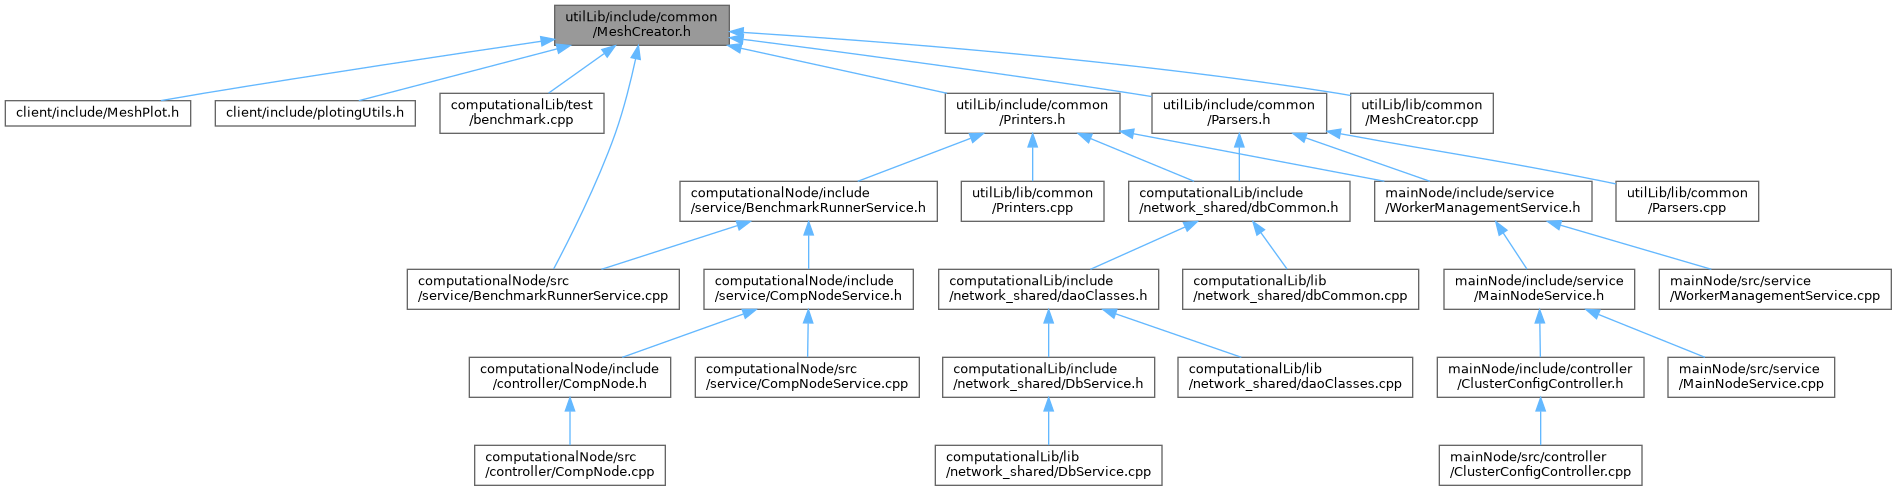 utilLib/include/common
/MeshCreator.h
client/include/MeshPlot.h
client/include/plotingUtils.h
computationalLib/test
/benchmark.cpp
utilLib/include/common
/Printers.h
utilLib/include/common
/Parsers.h
utilLib/lib/common
/MeshCreator.cpp
computationalNode/include
/service/BenchmarkRunnerService.h
utilLib/lib/common
/Printers.cpp
computationalLib/include
/network_shared/dbCommon.h
mainNode/include/service
/WorkerManagementService.h
utilLib/lib/common
/Parsers.cpp
computationalNode/src
/service/BenchmarkRunnerService.cpp
computationalNode/include
/service/CompNodeService.h
computationalLib/include
/network_shared/daoClasses.h
computationalLib/lib
/network_shared/dbCommon.cpp
mainNode/include/service
/MainNodeService.h
mainNode/src/service
/WorkerManagementService.cpp
computationalNode/include
/controller/CompNode.h
computationalNode/src
/service/CompNodeService.cpp
computationalLib/include
/network_shared/DbService.h
computationalLib/lib
/network_shared/daoClasses.cpp
mainNode/include/controller
/ClusterConfigController.h
mainNode/src/service
/MainNodeService.cpp
computationalNode/src
/controller/CompNode.cpp
computationalLib/lib
/network_shared/DbService.cpp
mainNode/src/controller
/ClusterConfigController.cpp